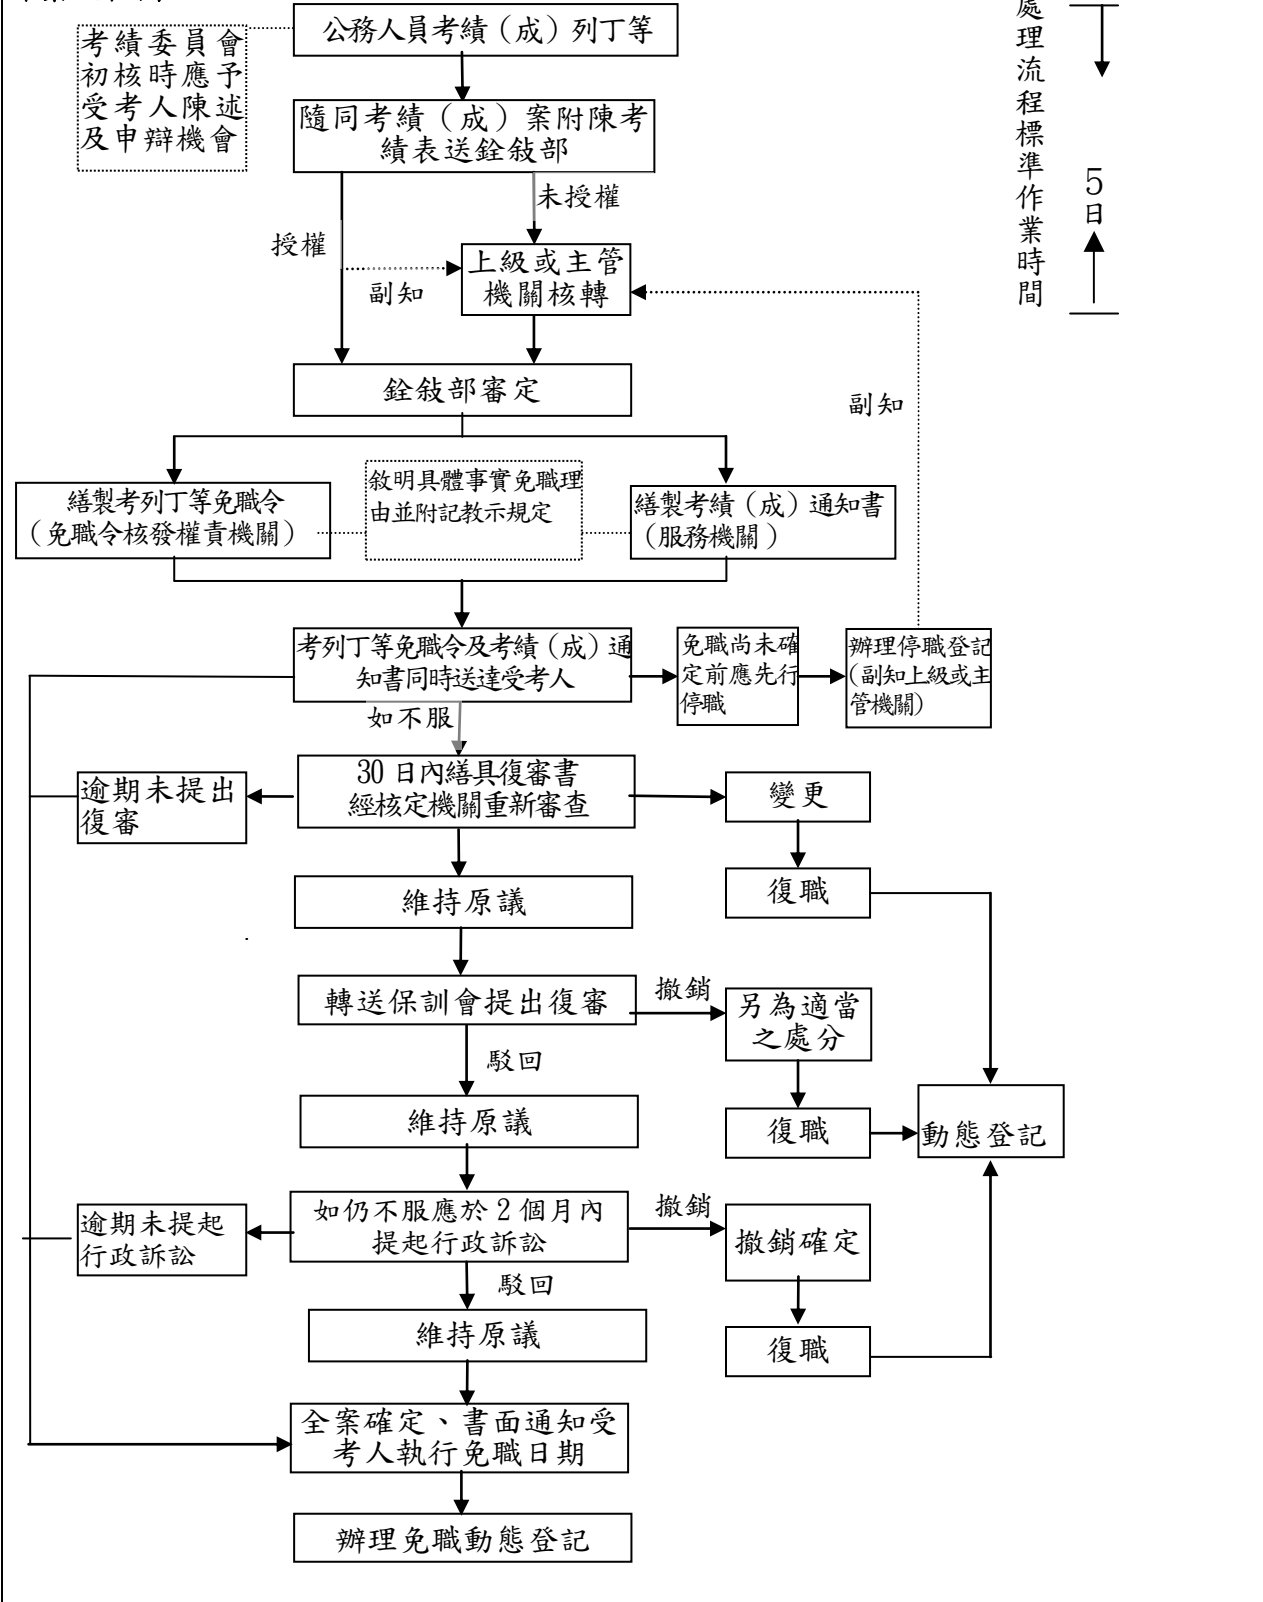 公務人員考績（成）列丁等
考績委員會
初核時應予
受考人陳述
及申辯機會
隨同考績（成）案附陳考
績表送銓敍部
未授權
授權
副知
上級或主管
機關核轉
銓敍部審定
副知
繕製考列丁等免職令
（免職令核發權責機關）
敘明具體事實免職理
由並附記教示規定
繕製考績（成）通知書
（服務機關）
考列丁等免職令及考績（成）通
知書同時送達受考人
免職尚未確
定前應先行
停職
辦理停職登記
（副知上級或主
管機關）
如不服
30 日內繕具復審書
經核定機關重新審查
逾期未提出
復審
變更
復職
維持原議
轉送保訓會提出復審
撤銷
另為適當
之處分
駁回
維持原議
復職
動態登記
如仍不服應於 2 個月內
提起行政訴訟
逾期未提起
行政訴訟
撤銷
撤銷確定
駁回
維持原議
復職
全案確定、書面通知受
考人執行免職日期
辦理免職動態登記
處理流程標準作業時間
5
日